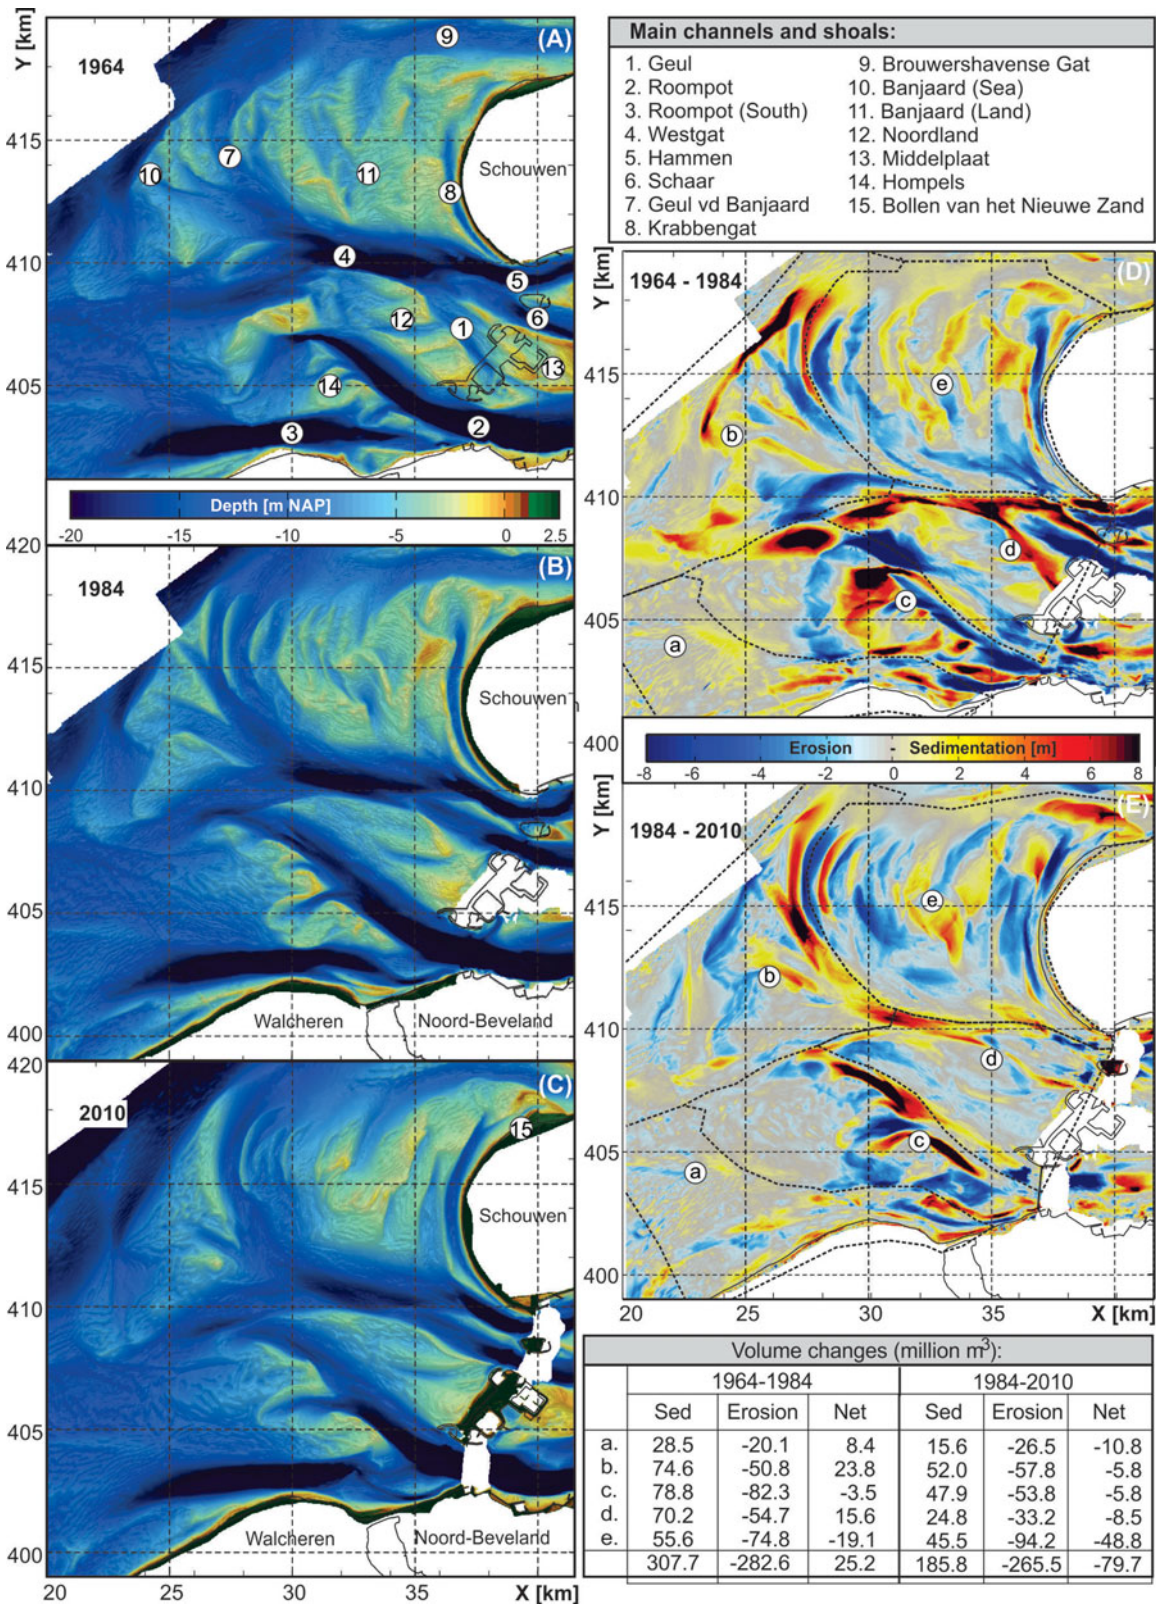 Y [km]
(A)
1964
9
415
7
10
11
8
Schouwen
410
4
5
12
1
6
13
405
14
2
3
Depth [m NAP]
-20
-15
-10
-5
0
2.5
420
(B)
1984
415
Schouwen
410
405
400
Walcheren
Noord-Beveland
420
(C)
2010
15
415
Schouwen
410
405
400
Walcheren
Noord-Beveland
20
25
30
35
X [km]
Main channels and shoals:
1. Geul
2. Roompot
3. Roompot (South)
4. Westgat
5. Hammen
6. Schaar
7. Geul vd Banjaard
8. Krabbengat
9. Brouwershavense Gat
10. Banjaard (Sea)
11. Banjaard (Land)
12. Noordland
13. Middelplaat
14. Hompels
15. Bollen van het Nieuwe Zand
Y [km]
(D)
1964 - 1984
415
e
b
410
d
c
405
a
400
Erosion - Sedimentation [m]
-8
-6
-4
-2
0
2
4
6
8
Y [km]
(E)
1984 - 2010
415
e
b
410
d
c
405
a
400
20
25
30
35
X [km]
Volume changes (million m³):
1964-1984 1984-2010
Sed Erosion Net Sed Erosion Net
a. 28.5 -20.1 8.4 15.6 -26.5 -10.8
b. 74.6 -50.8 23.8 52.0 -57.8 -5.8
c. 78.8 -82.3 -3.5 47.9 -53.8 -5.8
d. 70.2 -54.7 15.6 24.8 -33.2 -8.5
e. 55.6 -74.8 -19.1 45.5 -94.2 -48.8
307.7 -282.6 25.2 185.8 -265.5 -79.7